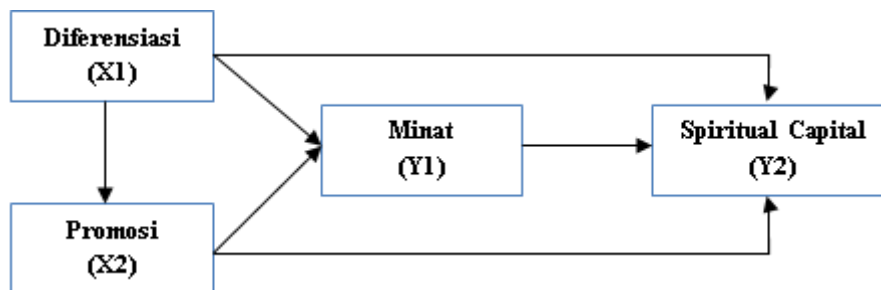 Diferensiasi
(X1)
Minat
(Y1)
Spiritual Capital
(Y2)
Promosi
(X2)